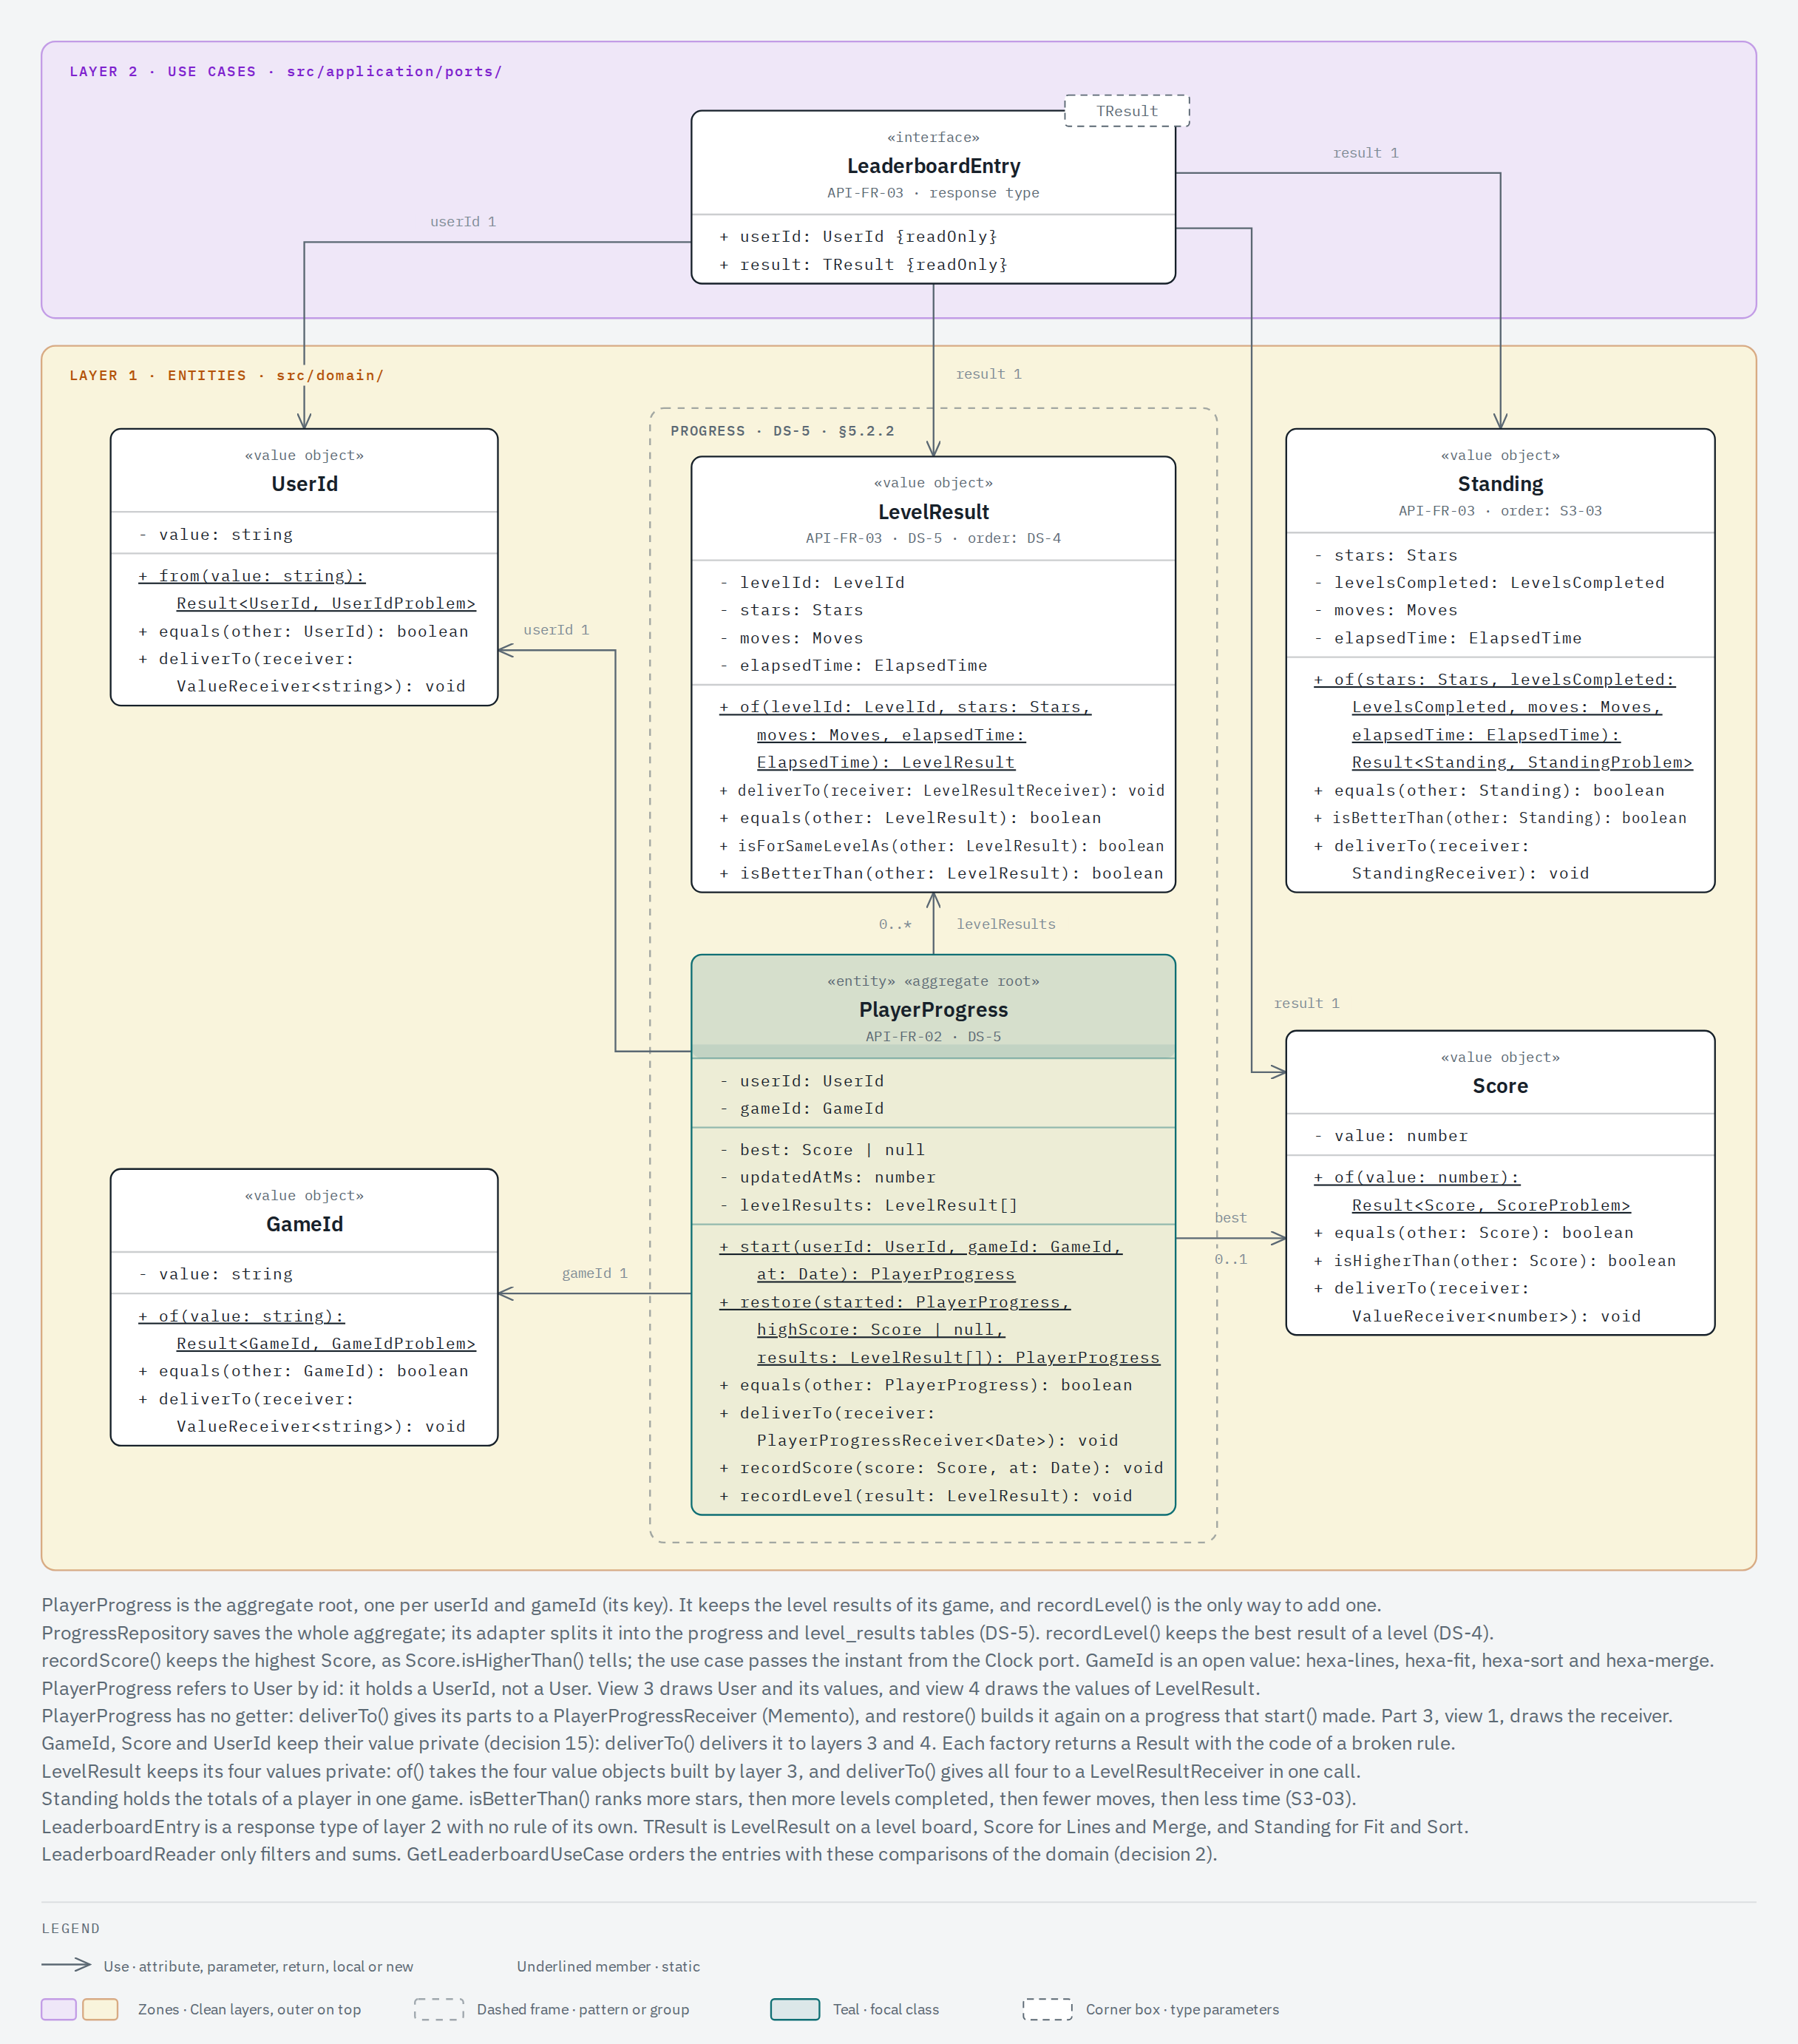 LAYER 2 · USE CASES · src/application/ports/
TResult
«interface»
LeaderboardEntry
API-FR-03 · response type
+ userId: UserId {readOnly}
+ result: TResult {readOnly}
userId 1
result 1
result 1
LAYER 1 · ENTITIES · src/domain/
«value object»
UserId
- value: string
+ from(value: string):
Result<UserId, UserIdProblem>
+ equals(other: UserId): boolean
+ deliverTo(receiver:
ValueReceiver<string>): void
userId 1
PROGRESS · DS-5 · §5.2.2
«value object»
LevelResult
API-FR-03 · DS-5 · order: DS-4
- levelId: LevelId
- stars: Stars
- moves: Moves
- elapsedTime: ElapsedTime
+ of(levelId: LevelId, stars: Stars,
moves: Moves, elapsedTime:
ElapsedTime): LevelResult
+ deliverTo(receiver: LevelResultReceiver): void
+ equals(other: LevelResult): boolean
+ isForSameLevelAs(other: LevelResult): boolean
+ isBetterThan(other: LevelResult): boolean
«value object»
Standing
API-FR-03 · order: S3-03
- stars: Stars
- levelsCompleted: LevelsCompleted
- moves: Moves
- elapsedTime: ElapsedTime
+ of(stars: Stars, levelsCompleted:
LevelsCompleted, moves: Moves,
elapsedTime: ElapsedTime):
Result<Standing, StandingProblem>
+ equals(other: Standing): boolean
+ isBetterThan(other: Standing): boolean
+ deliverTo(receiver:
StandingReceiver): void
0..* levelResults
«entity» «aggregate root»
PlayerProgress
API-FR-02 · DS-5
- userId: UserId
- gameId: GameId
- best: Score | null
- updatedAtMs: number
- levelResults: LevelResult[]
+ start(userId: UserId, gameId: GameId,
at: Date): PlayerProgress
+ restore(started: PlayerProgress,
highScore: Score | null,
results: LevelResult[]): PlayerProgress
+ equals(other: PlayerProgress): boolean
+ deliverTo(receiver:
PlayerProgressReceiver<Date>): void
+ recordScore(score: Score, at: Date): void
+ recordLevel(result: LevelResult): void
result 1
«value object»
Score
- value: number
+ of(value: number):
Result<Score, ScoreProblem>
+ equals(other: Score): boolean
+ isHigherThan(other: Score): boolean
+ deliverTo(receiver:
ValueReceiver<number>): void
best
0..1
«value object»
GameId
- value: string
+ of(value: string):
Result<GameId, GameIdProblem>
+ equals(other: GameId): boolean
+ deliverTo(receiver:
ValueReceiver<string>): void
gameId 1
PlayerProgress is the aggregate root, one per userId and gameId (its key). It keeps the level results of its game, and recordLevel() is the only way to add one.
ProgressRepository saves the whole aggregate; its adapter splits it into the progress and level_results tables (DS-5). recordLevel() keeps the best result of a level (DS-4).
recordScore() keeps the highest Score, as Score.isHigherThan() tells; the use case passes the instant from the Clock port. GameId is an open value: hexa-lines, hexa-fit, hexa-sort and hexa-merge.
PlayerProgress refers to User by id: it holds a UserId, not a User. View 3 draws User and its values, and view 4 draws the values of LevelResult.
PlayerProgress has no getter: deliverTo() gives its parts to a PlayerProgressReceiver (Memento), and restore() builds it again on a progress that start() made. Part 3, view 1, draws the receiver.
GameId, Score and UserId keep their value private (decision 15): deliverTo() delivers it to layers 3 and 4. Each factory returns a Result with the code of a broken rule.
LevelResult keeps its four values private: of() takes the four value objects built by layer 3, and deliverTo() gives all four to a LevelResultReceiver in one call.
Standing holds the totals of a player in one game. isBetterThan() ranks more stars, then more levels completed, then fewer moves, then less time (S3-03).
LeaderboardEntry is a response type of layer 2 with no rule of its own. TResult is LevelResult on a level board, Score for Lines and Merge, and Standing for Fit and Sort.
LeaderboardReader only filters and sums. GetLeaderboardUseCase orders the entries with these comparisons of the domain (decision 2).
LEGEND
Use · attribute, parameter, return, local or new
Underlined member · static
Zones · Clean layers, outer on top
Dashed frame · pattern or group
Teal · focal class
Corner box · type parameters